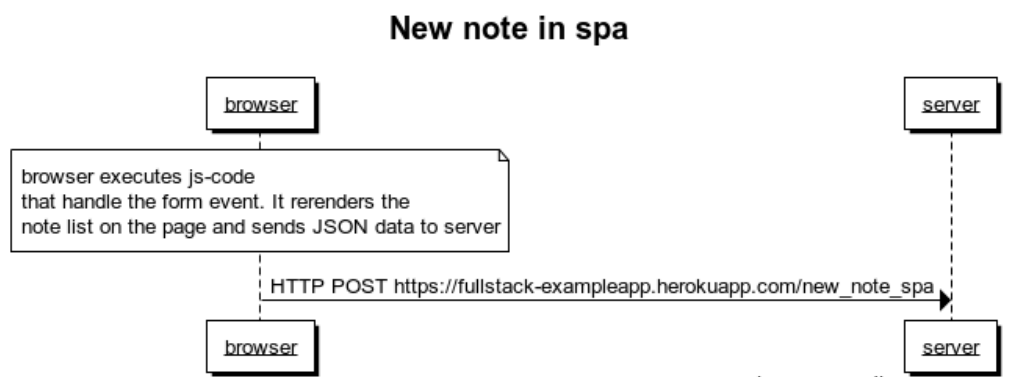 New note in spa
browser
server
browser executes js-code
that handle the form event. It rerenders the
note list on the page and sends JSON data to server
HTTP POST https://fullstack-exampleapp.herokuapp.com/new_note_spa
browser
server